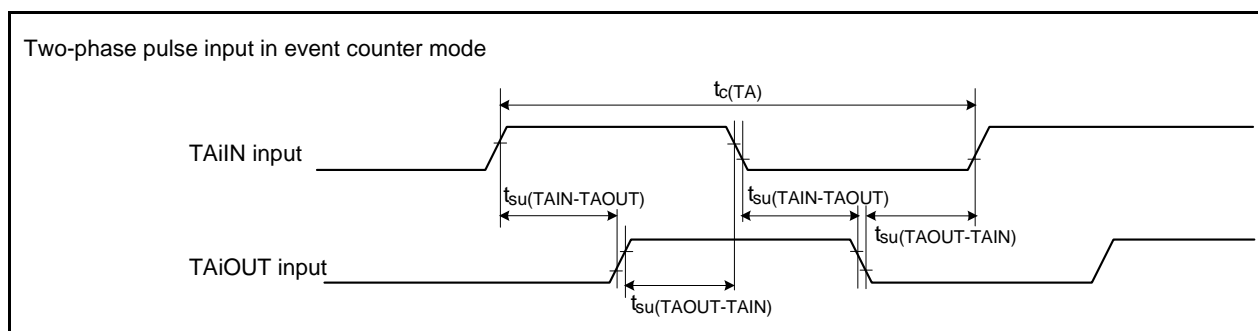 Two-phase pulse input in event counter mode
tc(TA)
TAiIN input
tsu(TAIN-TAOUT)
tsu(TAIN-TAOUT)
tsu(TAOUT-TAIN)
TAiOUT input
tsu(TAOUT-TAIN)